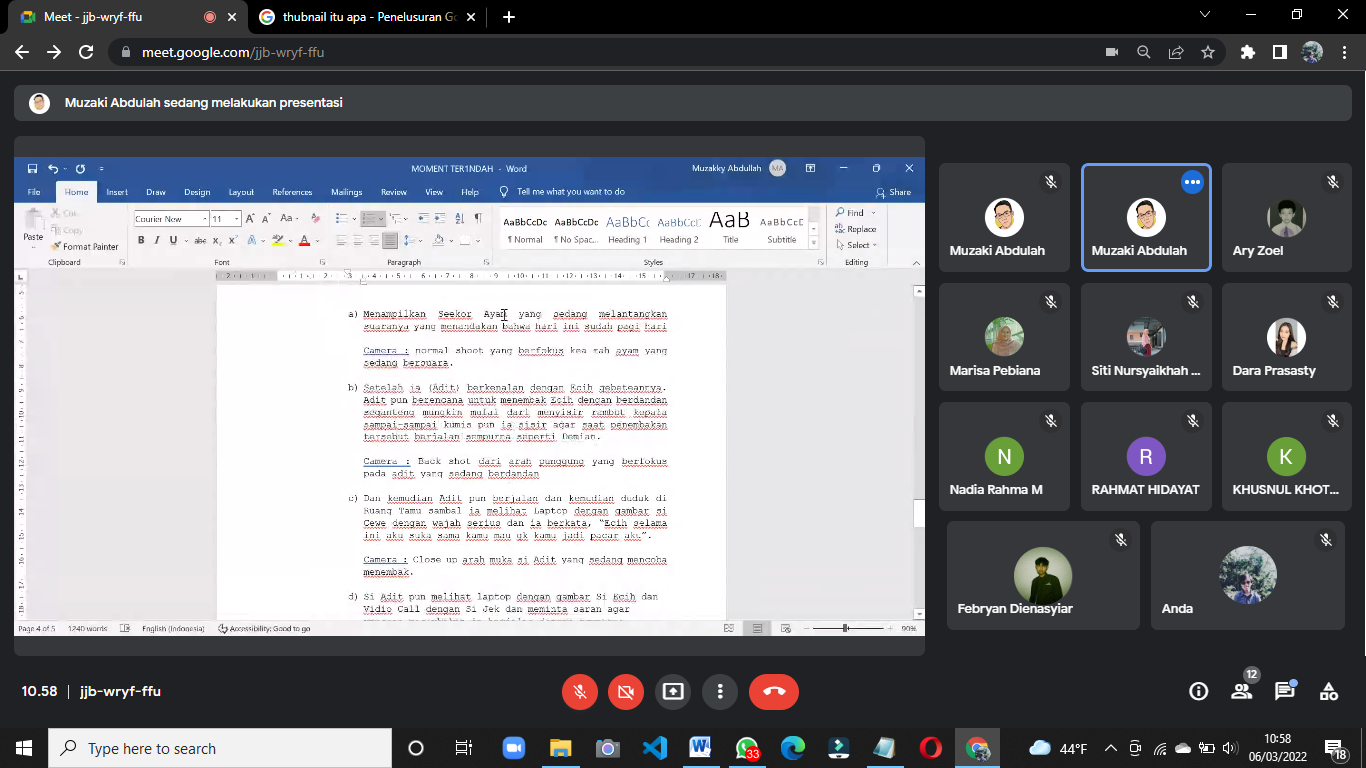 Meet - jjb-wryf-ffu
thubnail itu apa - Penelusuran Go
meet.google.com/jjb-wryf-ffu
Muzaki Abdulah sedang melakukan presentasi
MOMENT TER1NDAH - Word
Muzakky Abdullah
MA
File Home Insert Draw Design Layout References Mailings Review View Help Tell me what you want to do Share
Paste
Cut
Copy
Format Painter
Clipboard
Courier New 11
Font
Paragraph
AaBbCcDc AaBbCcDc AaBbCc AaBbCcC AaB AaBbCcC
¶ Normal ¶ No Spac... Heading 1 Heading 2 Title Subtitle
Styles
Find
Replace
Select
Editing
a) Menampilkan Seekor Ayam yang sedang melantangkan
suaranya yang menandakan bahwa hari ini sudah pagi hari
Camera : normal shoot yang berfokus kea rah ayam yang
sedang bersuara.
b) Setelah ia (Adit) berkenalan dengan Ecih gebeteannya.
Adit pun berencana untuk menembak Ecih dengan berdandan
seganteng mungkin mulai dari menyisir rambut kepala
sampai-sampai kumis pun ia sisir agar saat penembakan
tersebut berjalan sempurna seperti Demian.
Camera : Back shot dari arah punggung yang berfokus
pada adit yang sedang berdandan
c) Dan kemudian Adit pun berjalan dan kemudian duduk di
Ruang Tamu sambal ia melihat Laptop dengan gambar si
Cewe dengan wajah serius dan ia berkata, “Ecih selama
ini aku suka sama kamu mau gk kamu jadi pacar aku”.
Camera : Close up arah muka si Adit yang sedang mencoba
menembak.
d) Si Adit pun melihat laptop dengan gambar Si Ecih dan
Vidio Call dengan Si Jek dan meminta saran agar
Page 4 of 5 1240 words English (Indonesia) Accessibility: Good to go 90%
Muzaki Abdulah
Muzaki Abdulah
Ary Zoel
Marisa Pebiana
Siti Nursyaikhah ...
Dara Prasasty
N
Nadia Rahma M
R
RAHMAT HIDAYAT
K
KHUSNUL KHOT...
Febryan Dienasyiar
Anda
10.58 | jjb-wryf-ffu
12
Type here to search
33
44°F
10:58
06/03/2022
18